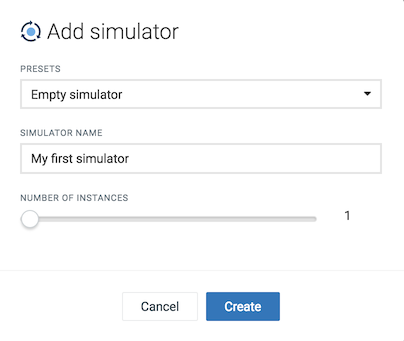 Add simulator
PRESETS
Empty simulator
SIMULATOR NAME
My first simulator
NUMBER OF INSTANCES
1
Cancel
Create